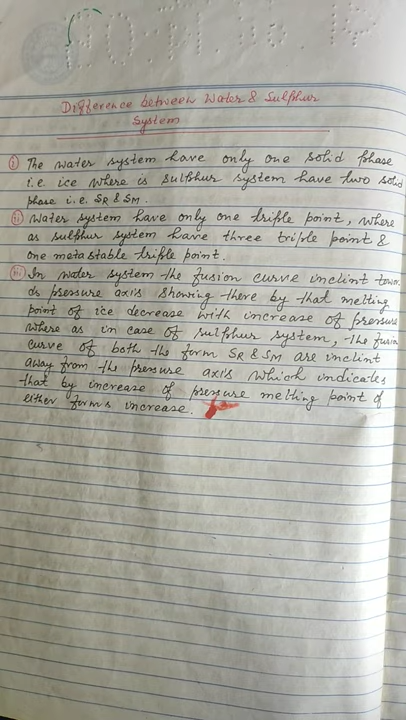 Difference between Water & Sulphur
System
(i) The water system have only one solid phase
i.e ice where is sulphur system have two solid
phase i.e. SR & SM.
(ii) Water system have only one triple point, where
as sulphur system have three triple point &
one metastable triple point.
(iii) In water system the fusion curve inclint towar
ds pressure axis showing there by that melting
point of ice decrease with increase of pressure
where as in case of sulphur system, the fusion
curve of both the form SR & SM are inclint
away from the pressure axis which indicates
that by increase of pressure melting point of
either forms increase.